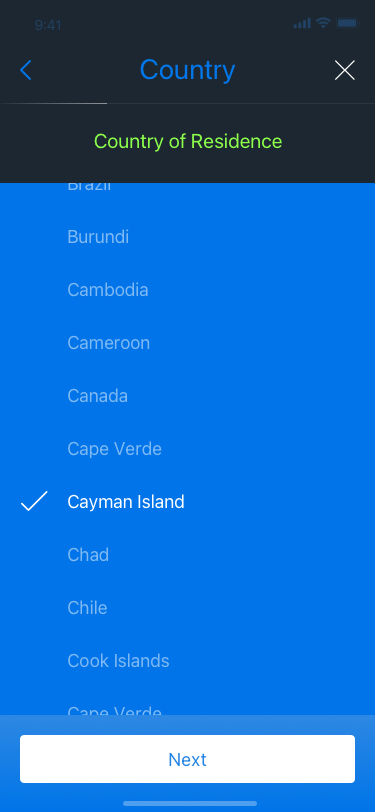 9:41
Country
Country of Residence
Brazil
Burundi
Cambodia
Cameroon
Canada
Cape Verde
Cayman Island
Chad
Chile
Cook Islands
Cape Verde
Next